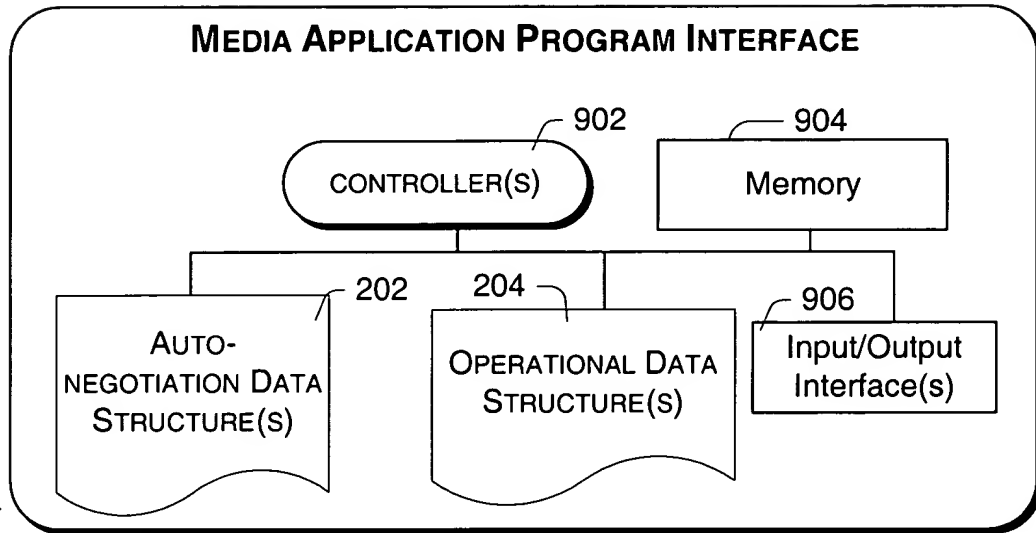 MEDIA APPLICATION PROGRAM INTERFACE
902
904
CONTROLLER(S)
Memory
202
204
906
AUTO-
NEGOTIATION DATA
STRUCTURE(S)
OPERATIONAL DATA
STRUCTURE(S)
Input/Output
Interface(s)